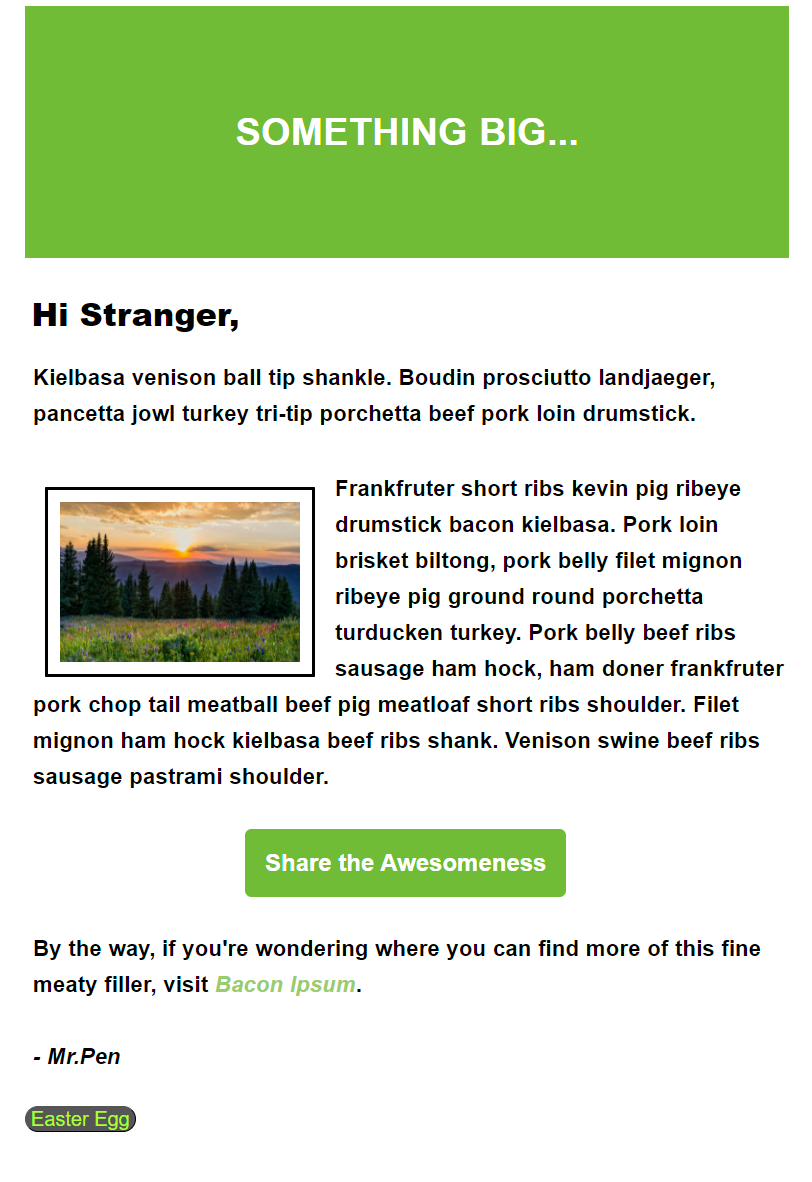 SOMETHING BIG...
Hi Stranger,
Kielbasa venison ball tip shankle. Boudin prosciutto landjaeger,
pancetta jowl turkey tri-tip porchetta beef pork loin drumstick.
Frankfruter short ribs kevin pig ribeye
drumstick bacon kielbasa. Pork loin
brisket biltong, pork belly filet mignon
ribeye pig ground round porchetta
turducken turkey. Pork belly beef ribs
sausage ham hock, ham doner frankfruter
pork chop tail meatball beef pig meatloaf short ribs shoulder. Filet
mignon ham hock kielbasa beef ribs shank. Venison swine beef ribs
sausage pastrami shoulder.
Share the Awesomeness
By the way, if you're wondering where you can find more of this fine
meaty filler, visit Bacon Ipsum.
- Mr.Pen
Easter Egg